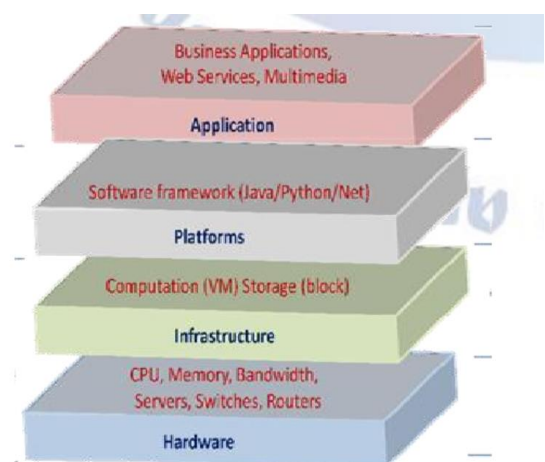 Business Applications,
Web Services, Multimedia
Application
Software framework (Java/Python/Net)
Platforms
Computation (VM) Storage (block)
Infrastructure
CPU, Memory, Bandwidth,
Servers, Switches, Routers
Hardware